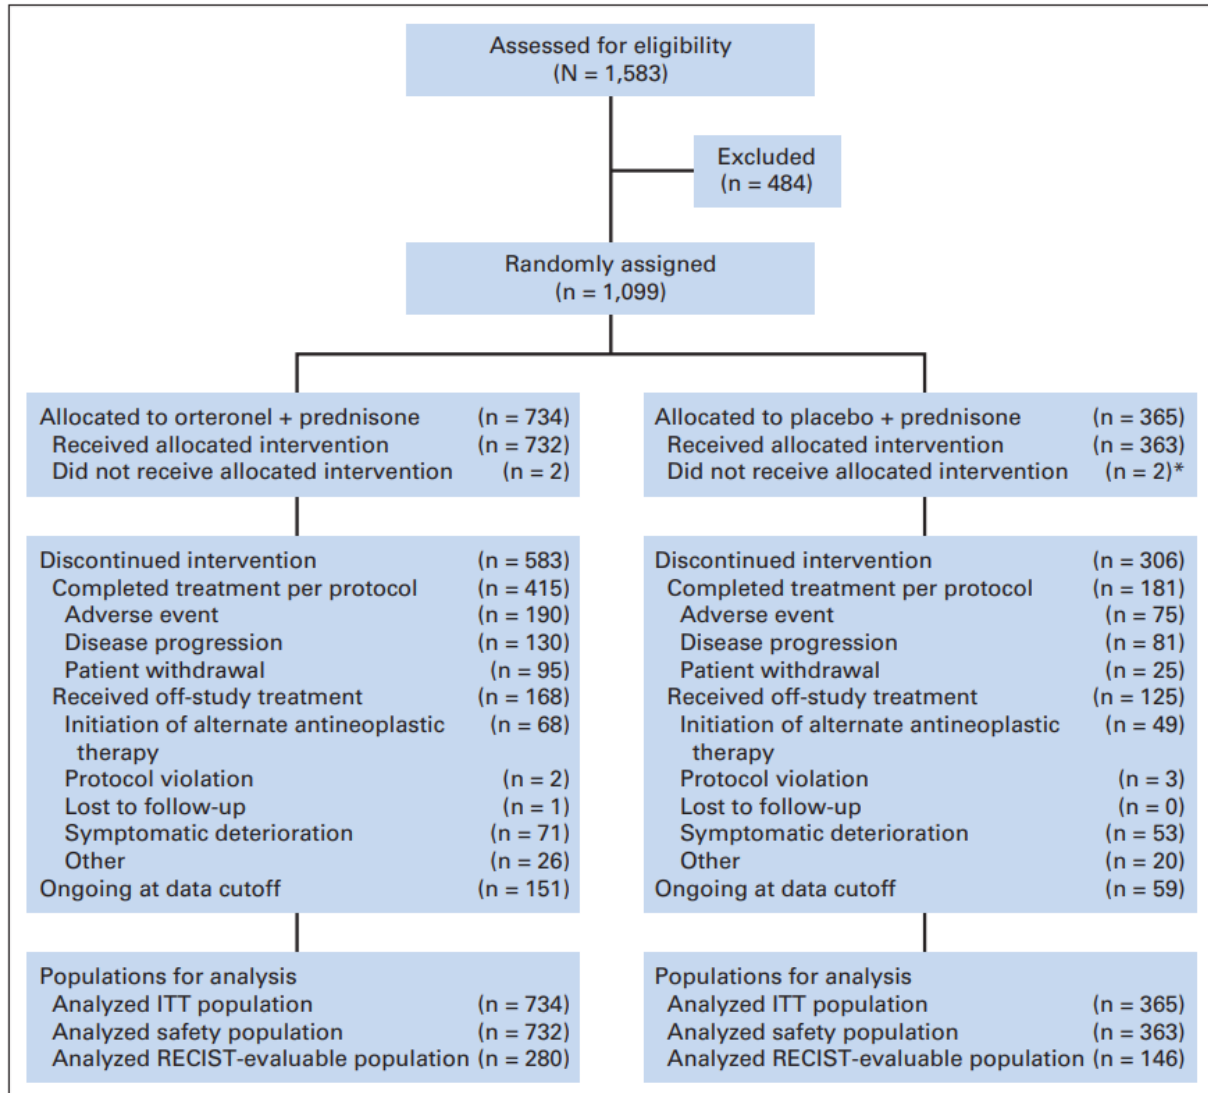 Assessed for eligibility
(N = 1,583)
Excluded
(n = 484)
Randomly assigned
(n = 1,099)
Allocated to orteronel + prednisone (n = 734)
Received allocated intervention (n = 732)
Did not receive allocated intervention (n = 2)
Discontinued intervention (n = 583)
Completed treatment per protocol (n = 415)
Adverse event (n = 190)
Disease progression (n = 130)
Patient withdrawal (n = 95)
Received off-study treatment (n = 168)
Initiation of alternate antineoplastic (n = 68)
therapy
Protocol violation (n = 2)
Lost to follow-up (n = 1)
Symptomatic deterioration (n = 71)
Other (n = 26)
Ongoing at data cutoff (n = 151)
Populations for analysis
Analyzed ITT population (n = 734)
Analyzed safety population (n = 732)
Analyzed RECIST-evaluable population (n = 280)
Allocated to placebo + prednisone (n = 365)
Received allocated intervention (n = 363)
Did not receive allocated intervention (n = 2)*
Discontinued intervention (n = 306)
Completed treatment per protocol (n = 181)
Adverse event (n = 75)
Disease progression (n = 81)
Patient withdrawal (n = 25)
Received off-study treatment (n = 125)
Initiation of alternate antineoplastic (n = 49)
therapy
Protocol violation (n = 3)
Lost to follow-up (n = 0)
Symptomatic deterioration (n = 53)
Other (n = 20)
Ongoing at data cutoff (n = 59)
Populations for analysis
Analyzed ITT population (n = 365)
Analyzed safety population (n = 363)
Analyzed RECIST-evaluable population (n = 146)